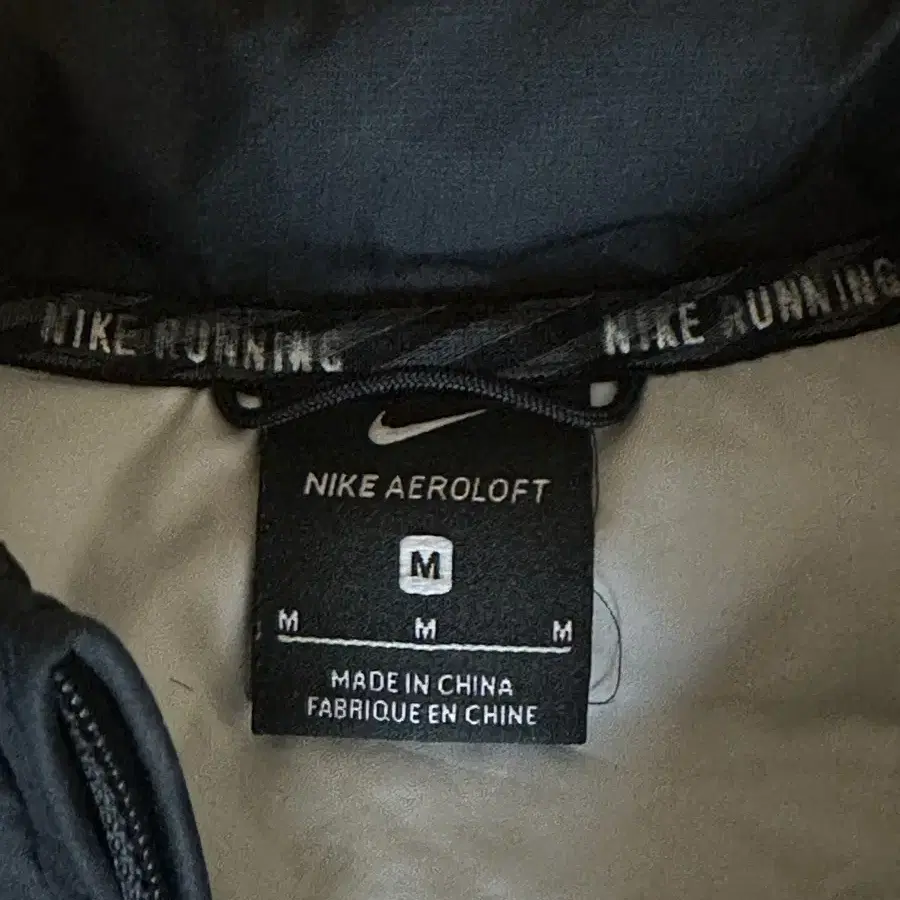 NIKE RUNNING NIKE RUNNING
NIKE AEROLOFT
M
M M M
MADE IN CHINA
FABRIQUE EN CHINE